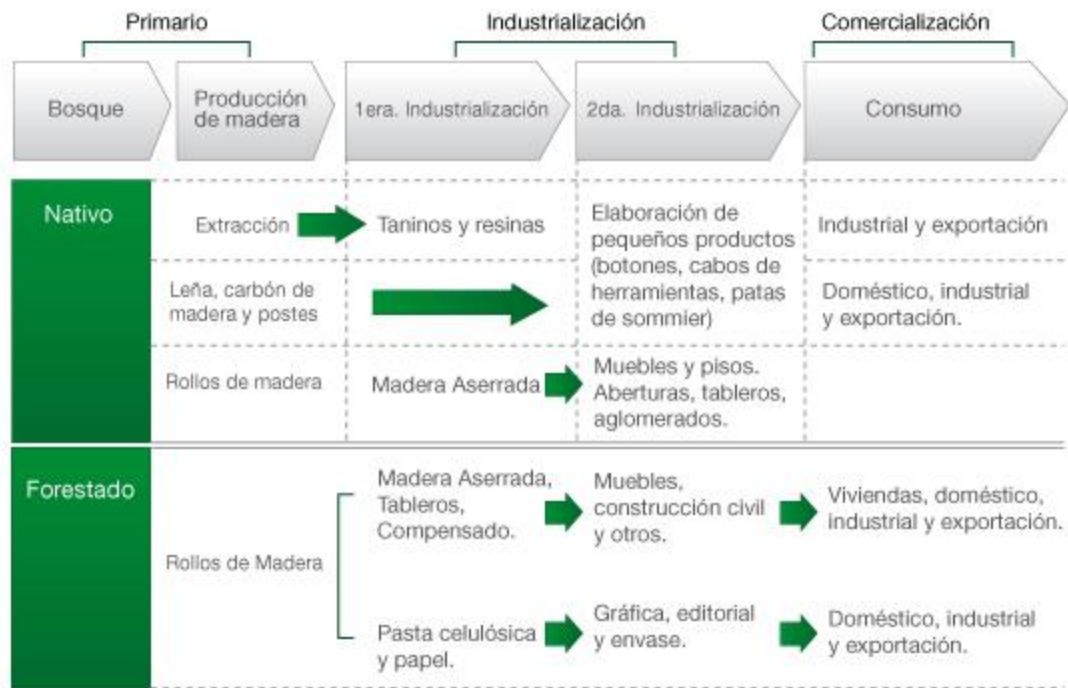 Primario
Industrialización
Comercialización
Bosque
Producción
de madera
1era. Industrialización
2da. Industrialización
Consumo
Nativo
Extracción
Taninos y resinas
Elaboración de
pequeños productos
(botones, cabos de
herramientas, patas
de sommier)
Industrial y exportación
Leña, carbón de
madera y postes
Doméstico, industrial
y exportación.
Rollos de madera
Madera Aserrada
Muebles y pisos.
Aberturas, tableros,
aglomerados.
Forestado
Rollos de Madera
Madera Aserrada,
Tableros,
Compensado.
Muebles,
construcción civil
y otros.
Viviendas, doméstico,
industrial y exportación.
Pasta celulósica
y papel.
Gráfica, editorial
y envase.
Doméstico, industrial
y exportación.